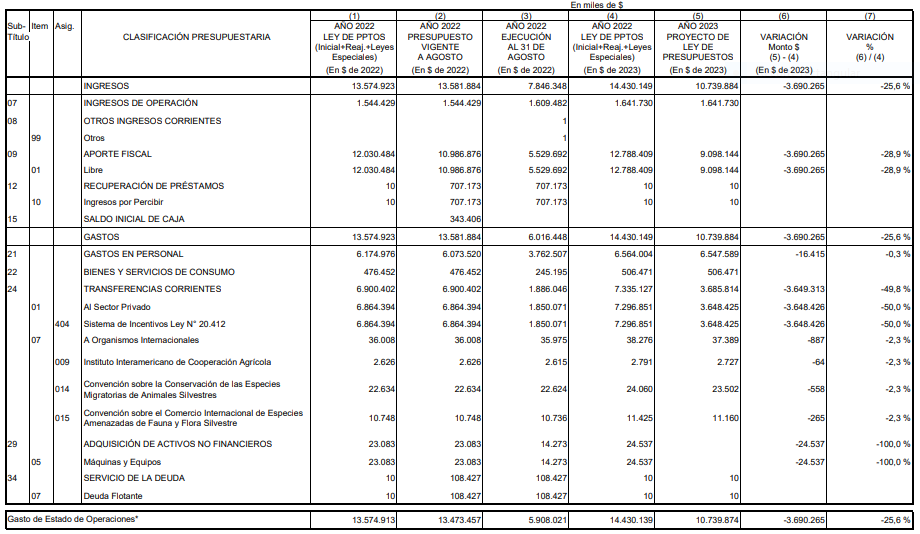 En miles de $
(1) (2) (3) (4) (5) (6) (7)
Sub- Item Asig. AÑO 2022 AÑO 2022 AÑO 2022 AÑO 2022 AÑO 2023 VARIACIÓN VARIACIÓN
Título CLASIFICACIÓN PRESUPUESTARIA LEY DE PPTOS PRESUPUESTO EJECUCIÓN LEY DE PPTOS PROYECTO DE Monto $ %
(Inicial+Reaj.+Leyes VIGENTE AL 31 DE (Inicial+Reaj.+Leyes LEY DE (5) - (4) (6) / (4)
Especiales) A AGOSTO AGOSTO Especiales) PRESUPUESTOS
(En $ de 2022) (En $ de 2022) (En $ de 2022) (En $ de 2023) (En $ de 2023) (En $ de 2023)
INGRESOS 13.574.923 13.581.884 7.846.348 14.430.149 10.739.884 -3.690.265 -25,6 %
07 INGRESOS DE OPERACIÓN 1.544.429 1.544.429 1.609.482 1.641.730 1.641.730
08 OTROS INGRESOS CORRIENTES 1
99 Otros 1
09 APORTE FISCAL 12.030.484 10.986.876 5.529.692 12.788.409 9.098.144 -3.690.265 -28,9 %
01 Libre 12.030.484 10.986.876 5.529.692 12.788.409 9.098.144 -3.690.265 -28,9 %
12 RECUPERACIÓN DE PRÉSTAMOS 10 707.173 707.173 10 10
10 Ingresos por Percibir 10 707.173 707.173 10 10
15 SALDO INICIAL DE CAJA 343.406
GASTOS 13.574.923 13.581.884 6.016.448 14.430.149 10.739.884 -3.690.265 -25,6 %
21 GASTOS EN PERSONAL 6.174.976 6.073.520 3.762.507 6.564.004 6.547.589 -16.415 -0,3 %
22 BIENES Y SERVICIOS DE CONSUMO 476.452 476.452 245.195 506.471 506.471
24 TRANSFERENCIAS CORRIENTES 6.900.402 6.900.402 1.886.046 7.335.127 3.685.814 -3.649.313 -49,8 %
01 Al Sector Privado 6.864.394 6.864.394 1.850.071 7.296.851 3.648.425 -3.648.426 -50,0 %
404 Sistema de Incentivos Ley N° 20.412 6.864.394 6.864.394 1.850.071 7.296.851 3.648.425 -3.648.426 -50,0 %
07 A Organismos Internacionales 36.008 36.008 35.975 38.276 37.389 -887 -2,3 %
009 Instituto Interamericano de Cooperación Agrícola 2.626 2.626 2.615 2.791 2.727 -64 -2,3 %
014 Convención sobre la Conservación de las Especies
Migratorias de Animales Silvestres 22.634 22.634 22.624 24.060 23.502 -558 -2,3 %
015 Convención sobre el Comercio Internacional de Especies
Amenazadas de Fauna y Flora Silvestre 10.748 10.748 10.736 11.425 11.160 -265 -2,3 %
29 ADQUISICIÓN DE ACTIVOS NO FINANCIEROS 23.083 23.083 14.273 24.537 -24.537 -100,0 %
05 Máquinas y Equipos 23.083 23.083 14.273 24.537 -24.537 -100,0 %
34 SERVICIO DE LA DEUDA 10 108.427 108.427 10 10
07 Deuda Flotante 10 108.427 108.427 10 10
Gasto de Estado de Operaciones* 13.574.913 13.473.457 5.908.021 14.430.139 10.739.874 -3.690.265 -25,6 %